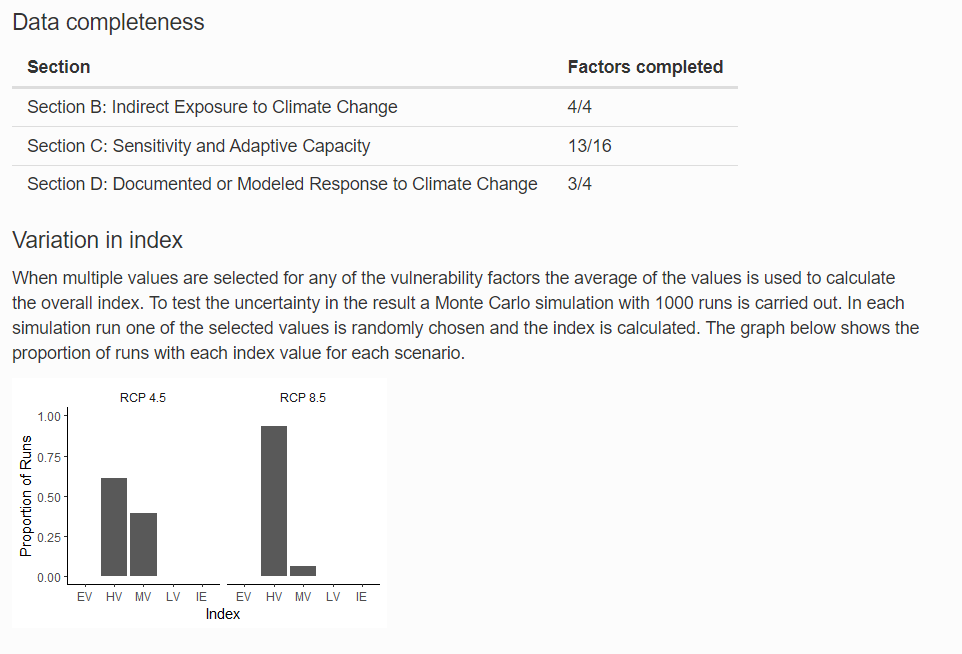 Data completeness
Section Factors completed
Section B: Indirect Exposure to Climate Change 4/4
Section C: Sensitivity and Adaptive Capacity 13/16
Section D: Documented or Modeled Response to Climate Change 3/4
Variation in index
When multiple values are selected for any of the vulnerability factors the average of the values is used to calculate
the overall index. To test the uncertainty in the result a Monte Carlo simulation with 1000 runs is carried out. In each
simulation run one of the selected values is randomly chosen and the index is calculated. The graph below shows the
proportion of runs with each index value for each scenario.
RCP 4.5 RCP 8.5
Proportion of Runs
1.00
0.75
0.50
0.25
0.00
EV HV MV LV IE EV HV MV LV IE
Index